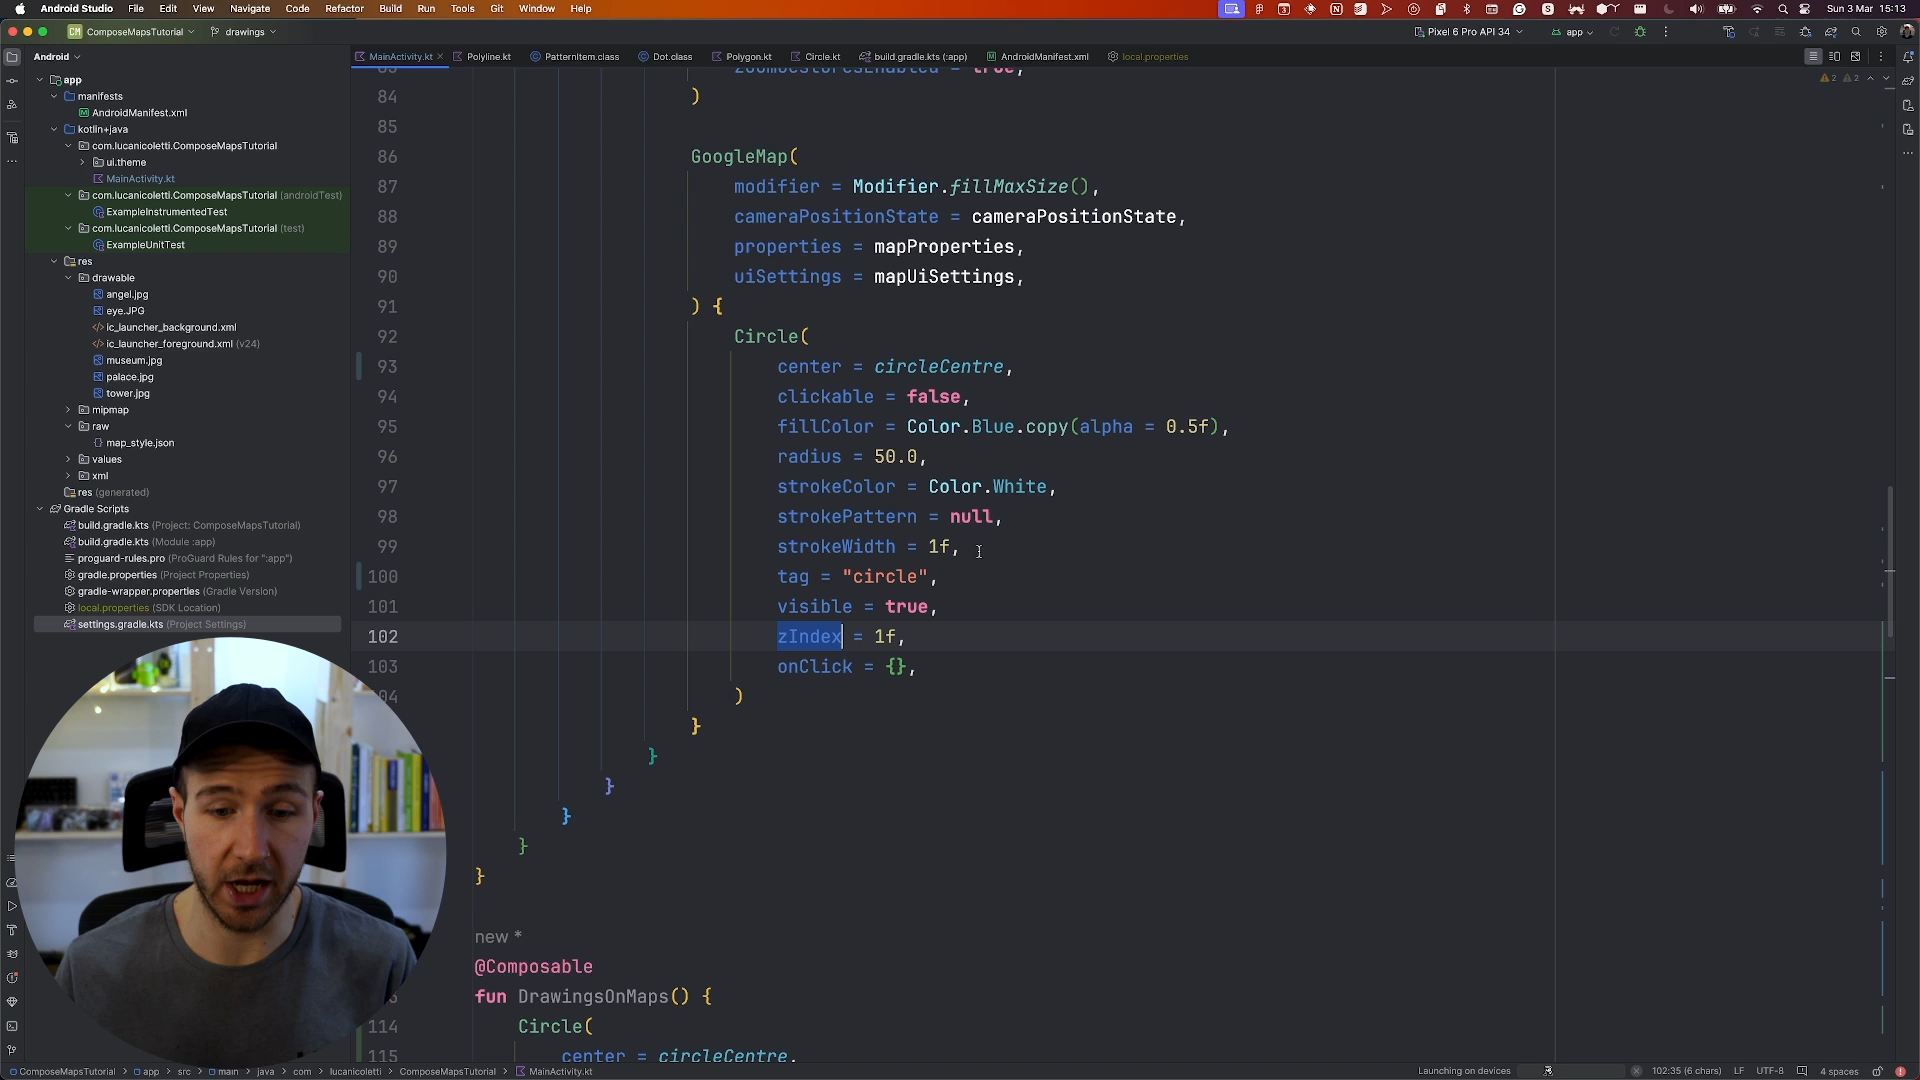 Android Studio File Edit View Navigate Code Refactor Build Run Tools Git Window Help Sun 3 Mar 15:13
CM ComposeMapsTutorial drawings Pixel 6 Pro API 34 app
Android MainActivity.kt Polyline.kt PatternItem.class Dot.class Polygon.kt Circle.kt build.gradle.kts (:app) AndroidManifest.xml local.properties
app
manifests
AndroidManifest.xml
kotlin+java
com.lucanicoletti.ComposeMapsTutorial
ui.theme
MainActivity.kt
com.lucanicoletti.ComposeMapsTutorial (androidTest)
ExampleInstrumentedTest
com.lucanicoletti.ComposeMapsTutorial (test)
ExampleUnitTest
res
drawable
angel.jpg
eye.JPG
ic_launcher_background.xml
ic_launcher_foreground.xml (v24)
museum.jpg
palace.jpg
tower.jpg
mipmap
raw
map_style.json
values
xml
res (generated)
Gradle Scripts
build.gradle.kts (Project: ComposeMapsTutorial)
build.gradle.kts (Module :app)
proguard-rules.pro (ProGuard Rules for ":app")
gradle.properties (Project Properties)
gradle-wrapper.properties (Gradle Version)
local.properties (SDK Location)
settings.gradle.kts (Project Settings)
2 2
zoomGesturesEnabled = true,
84 )
85
86 GoogleMap(
87 modifier = Modifier.fillMaxSize(),
88 cameraPositionState = cameraPositionState,
89 properties = mapProperties,
90 uiSettings = mapUiSettings,
91 ) {
92 Circle(
93 center = circleCentre,
94 clickable = false,
95 fillColor = Color.Blue.copy(alpha = 0.5f),
96 radius = 50.0,
97 strokeColor = Color.White,
98 strokePattern = null,
99 strokeWidth = 1f,
100 tag = "circle",
101 visible = true,
102 zIndex = 1f,
103 onClick = {},
04 )
}
}
}
}
}
}
new *
@Composable
fun DrawingsOnMaps() {
114 Circle(
115 center = circleCentre,
ComposeMapsTutorial app src main java com lucanicoletti ComposeMapsTutorial MainActivity.kt Launching on devices 102:35 (6 chars) LF UTF-8 4 spaces